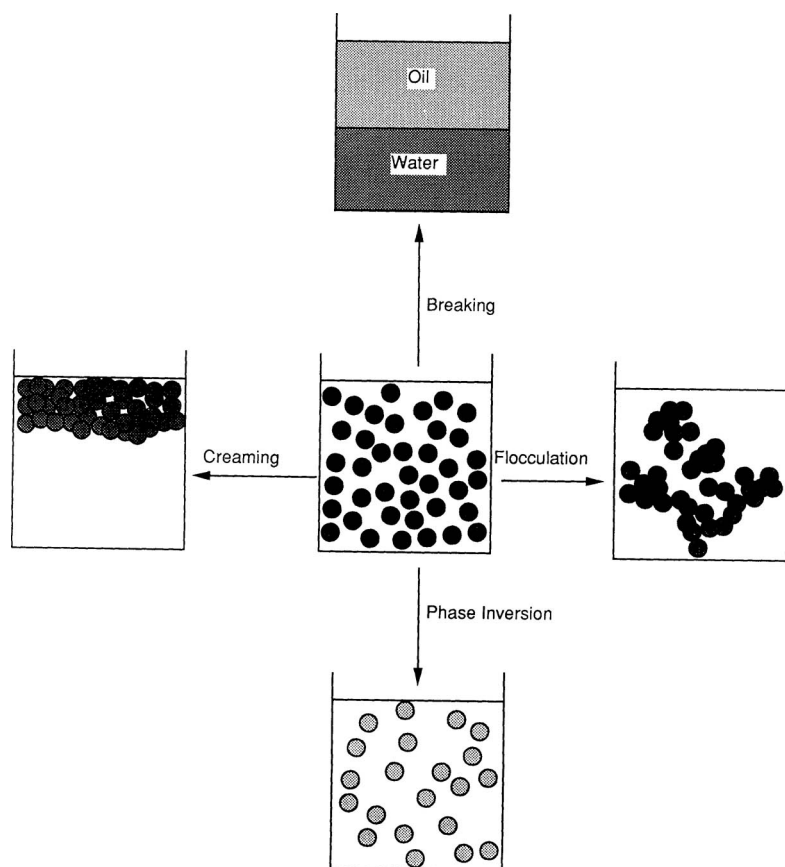 Oil
Water
Breaking
Creaming
Flocculation
Phase Inversion